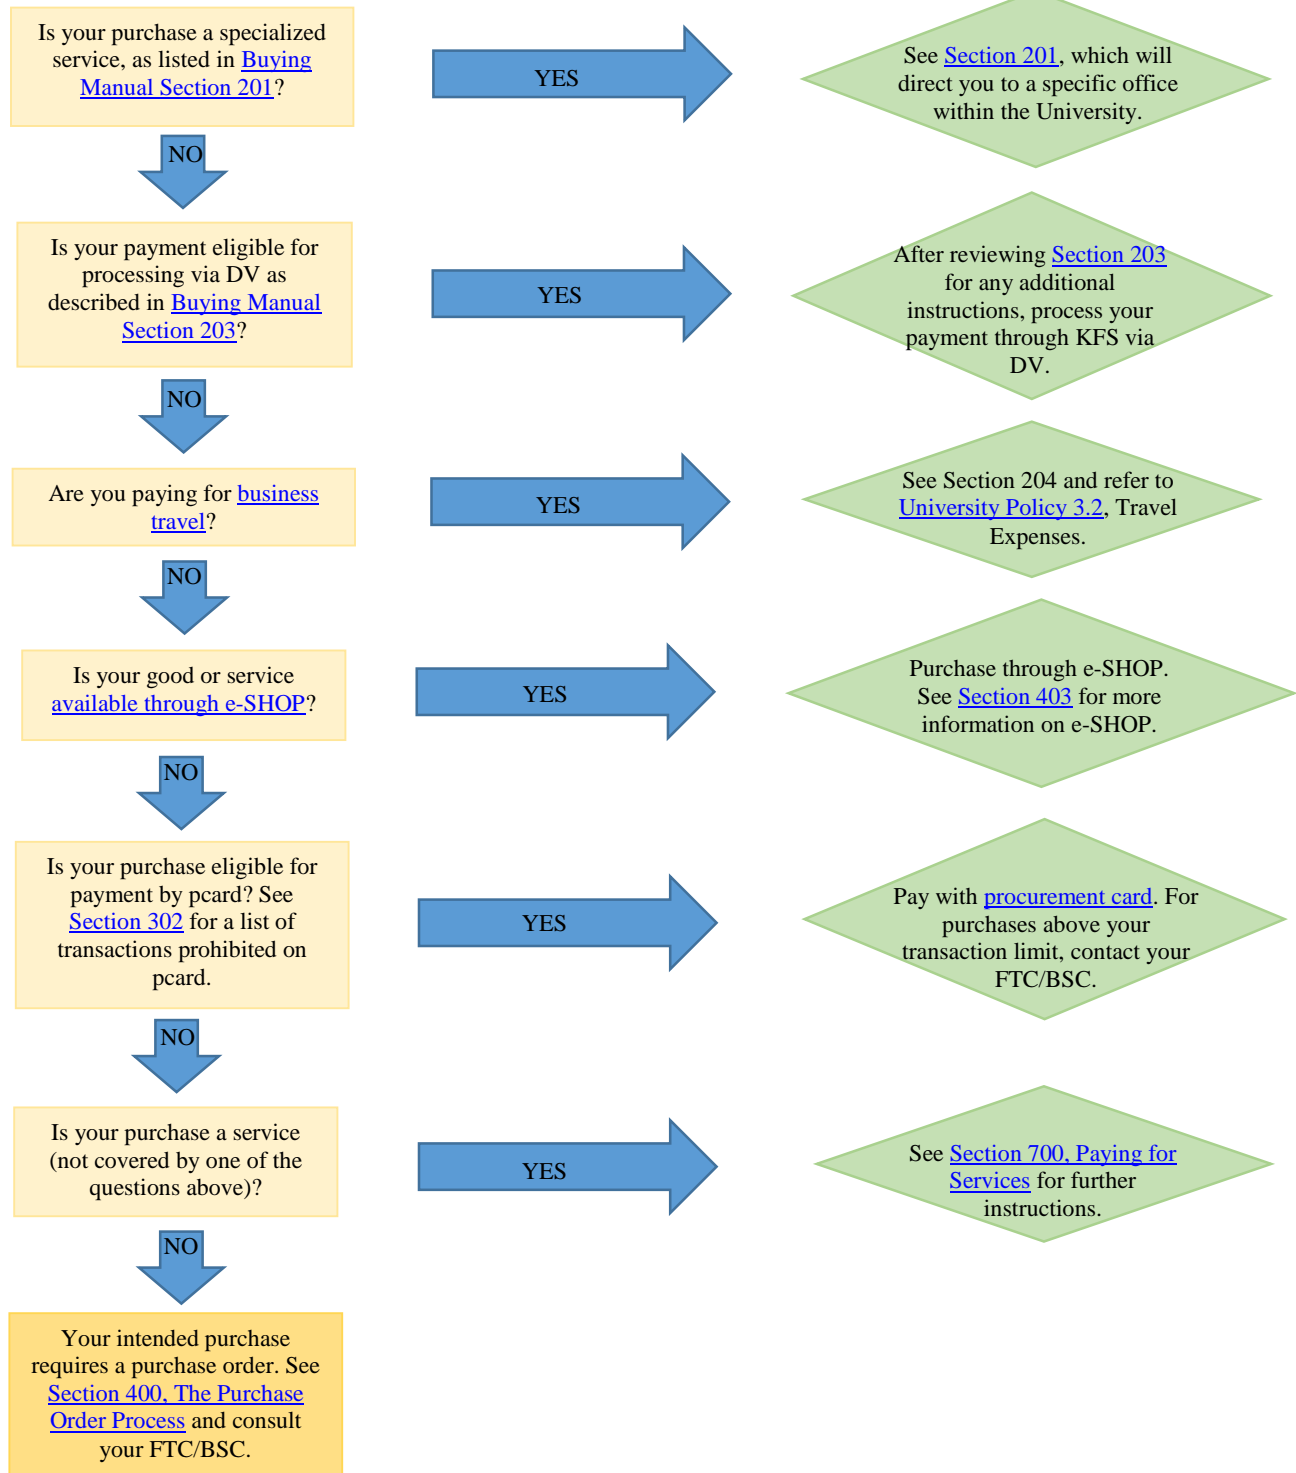 Is your purchase a specialized
service, as listed in Buying
Manual Section 201?
YES
See Section 201, which will
direct you to a specific office
within the University.
NO
Is your payment eligible for
processing via DV as
described in Buying Manual
Section 203?
YES
After reviewing Section 203
for any additional
instructions, process your
payment through KFS via
DV.
NO
Are you paying for business
travel?
YES
See Section 204 and refer to
University Policy 3.2, Travel
Expenses.
NO
Is your good or service
available through e-SHOP?
YES
Purchase through e-SHOP.
See Section 403 for more
information on e-SHOP.
NO
Is your purchase eligible for
payment by pcard? See
Section 302 for a list of
transactions prohibited on
pcard.
YES
Pay with procurement card. For
purchases above your
transaction limit, contact your
FTC/BSC.
NO
Is your purchase a service
(not covered by one of the
questions above)?
YES
See Section 700, Paying for
Services for further
instructions.
NO
Your intended purchase
requires a purchase order. See
Section 400, The Purchase
Order Process and consult
your FTC/BSC.